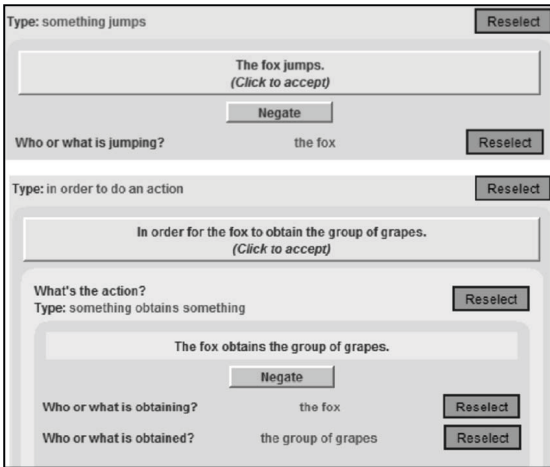 Type: something jumps Reselect
The fox jumps.
(Click to accept)
Negate
Who or what is jumping? the fox Reselect
Type: in order to do an action Reselect
In order for the fox to obtain the group of grapes.
(Click to accept)
What's the action?
Type: something obtains something Reselect
The fox obtains the group of grapes.
Negate
Who or what is obtaining? the fox Reselect
Who or what is obtained? the group of grapes Reselect